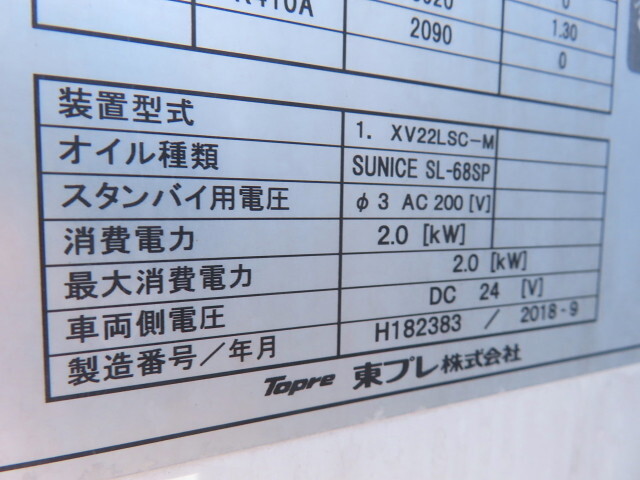 2090
1.30
0
装置型式 1. XV22LSC-M
オイル種類 SUNICE SL-68SP
スタンバイ用電圧 φ3 AC 200 [V]
消費電力 2.0 [kW]
最大消費電力 2.0 [kW]
車両側電圧 DC 24 [V]
製造番号／年月 H182383 / 2018-9
Topre 東プレ株式会社